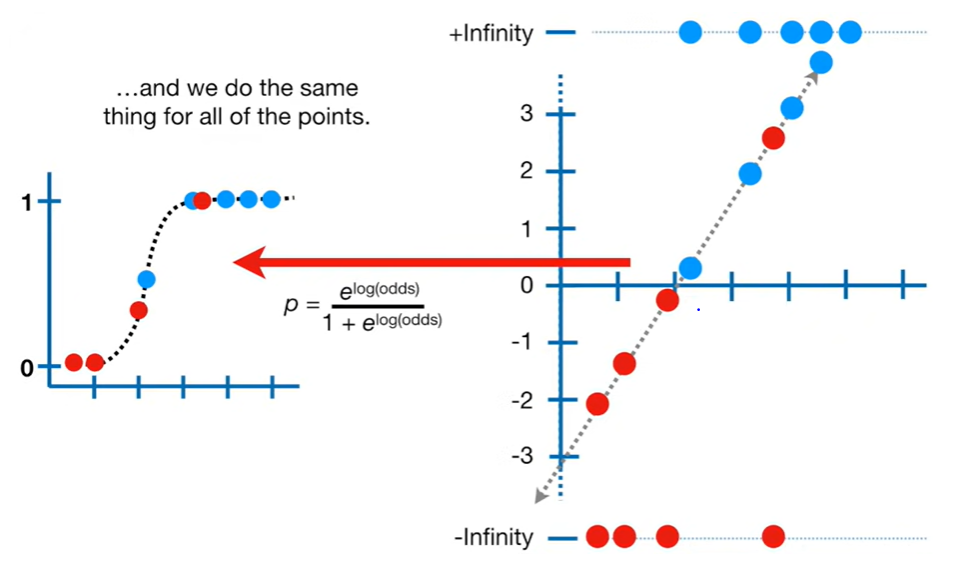 …and we do the same
thing for all of the points.
1
0
p = e^log(odds) / 1 + e^log(odds)
+Infinity
3
2
1
0
-1
-2
-3
-Infinity